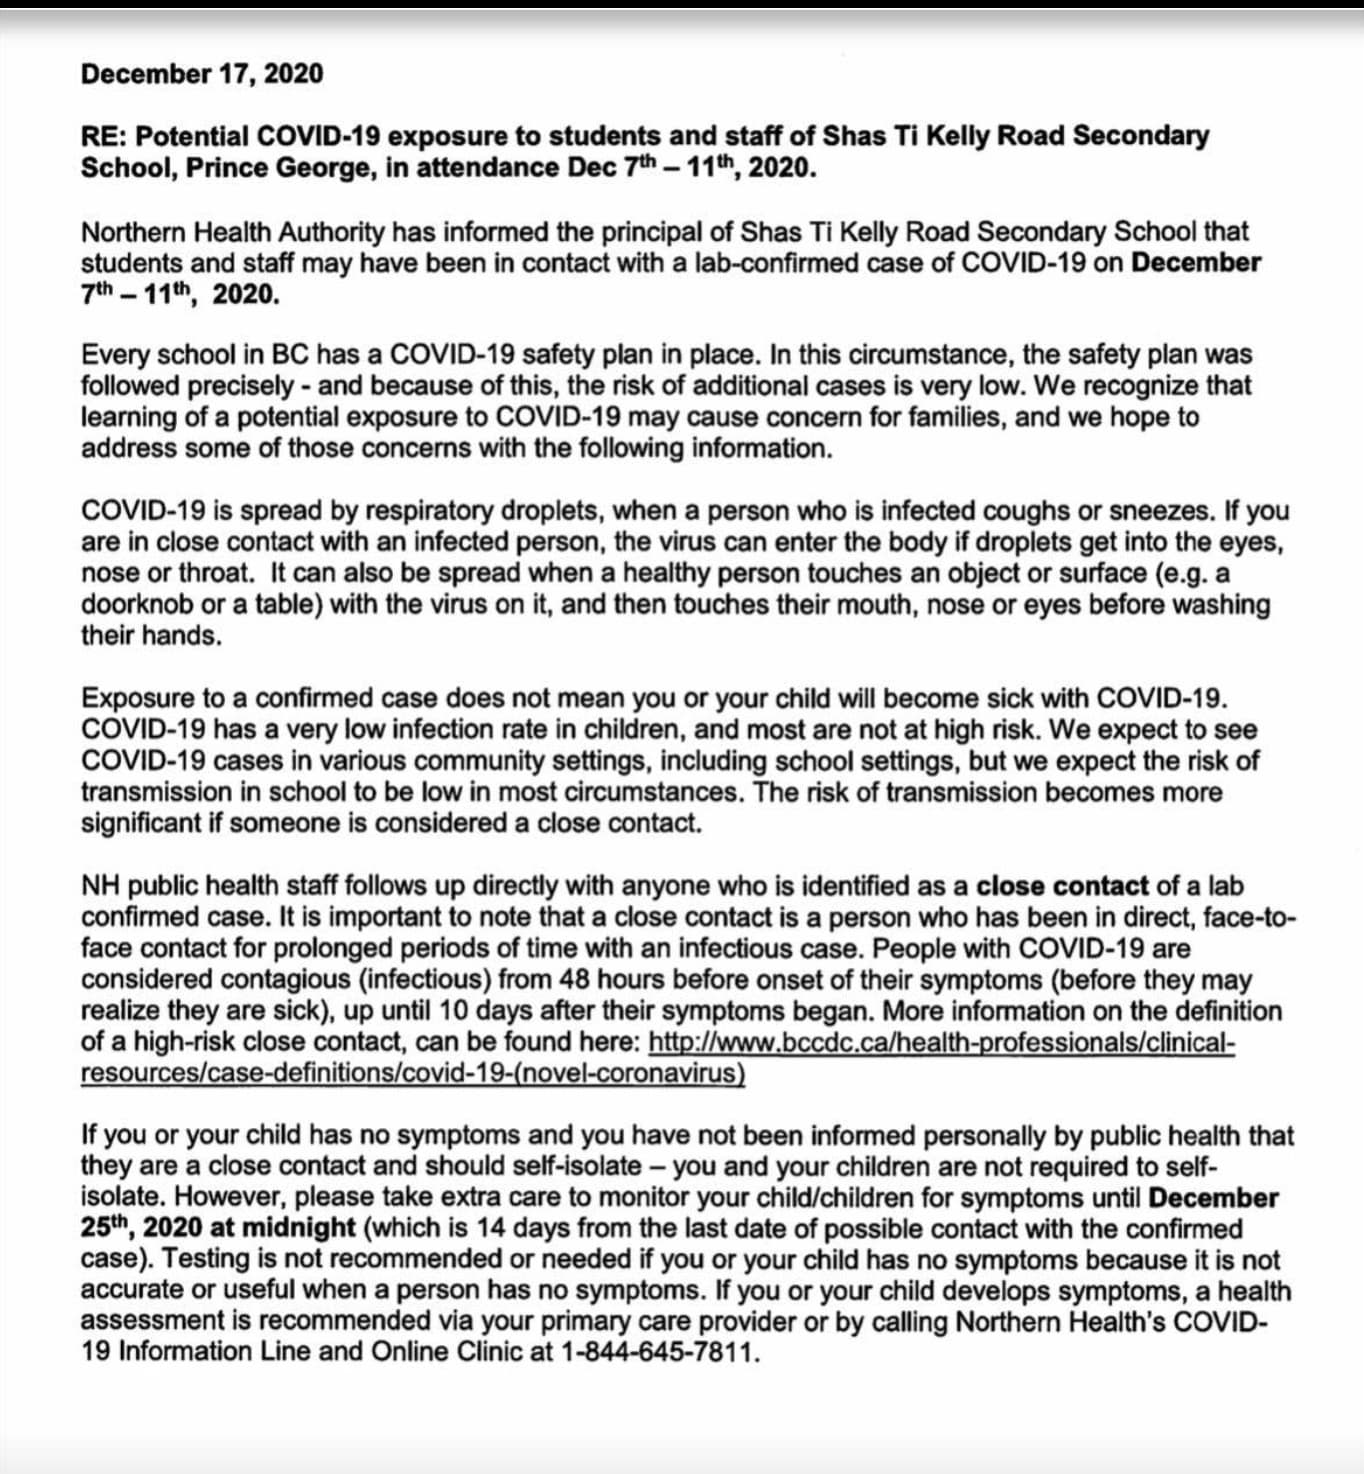 December 17, 2020
RE: Potential COVID-19 exposure to students and staff of Shas Ti Kelly Road Secondary
School, Prince George, in attendance Dec 7th – 11th, 2020.
Northern Health Authority has informed the principal of Shas Ti Kelly Road Secondary School that
students and staff may have been in contact with a lab-confirmed case of COVID-19 on December
7th – 11th,  2020.
Every school in BC has a COVID-19 safety plan in place. In this circumstance, the safety plan was
followed precisely - and because of this, the risk of additional cases is very low. We recognize that
learning of a potential exposure to COVID-19 may cause concern for families, and we hope to
address some of those concerns with the following information.
COVID-19 is spread by respiratory droplets, when a person who is infected coughs or sneezes. If you
are in close contact with an infected person, the virus can enter the body if droplets get into the eyes,
nose or throat.  It can also be spread when a healthy person touches an object or surface (e.g. a
doorknob or a table) with the virus on it, and then touches their mouth, nose or eyes before washing
their hands.
Exposure to a confirmed case does not mean you or your child will become sick with COVID-19.
COVID-19 has a very low infection rate in children, and most are not at high risk. We expect to see
COVID-19 cases in various community settings, including school settings, but we expect the risk of
transmission in school to be low in most circumstances. The risk of transmission becomes more
significant if someone is considered a close contact.
NH public health staff follows up directly with anyone who is identified as a close contact of a lab
confirmed case. It is important to note that a close contact is a person who has been in direct, face-to-
face contact for prolonged periods of time with an infectious case. People with COVID-19 are
considered contagious (infectious) from 48 hours before onset of their symptoms (before they may
realize they are sick), up until 10 days after their symptoms began. More information on the definition
of a high-risk close contact, can be found here: http://www.bccdc.ca/health-professionals/clinical-
resources/case-definitions/covid-19-(novel-coronavirus)
If you or your child has no symptoms and you have not been informed personally by public health that
they are a close contact and should self-isolate – you and your children are not required to self-
isolate. However, please take extra care to monitor your child/children for symptoms until December
25th, 2020 at midnight (which is 14 days from the last date of possible contact with the confirmed
case). Testing is not recommended or needed if you or your child has no symptoms because it is not
accurate or useful when a person has no symptoms. If you or your child develops symptoms, a health
assessment is recommended via your primary care provider or by calling Northern Health's COVID-
19 Information Line and Online Clinic at 1-844-645-7811.